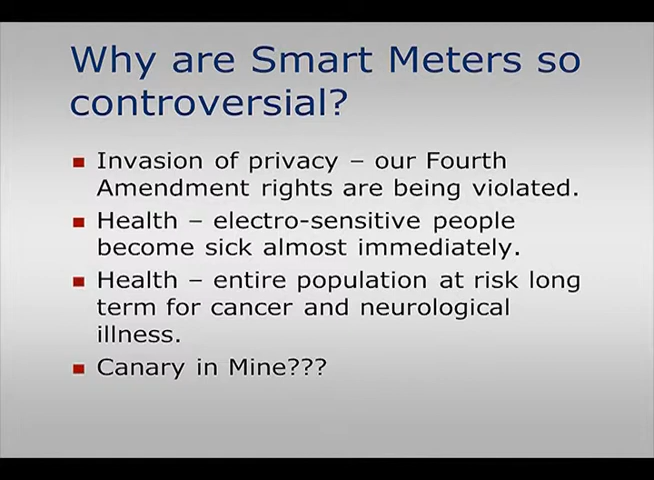 Why are Smart Meters so
controversial?
Invasion of privacy – our Fourth
Amendment rights are being violated.
Health – electro-sensitive people
become sick almost immediately.
Health – entire population at risk long
term for cancer and neurological
illness.
Canary in Mine???